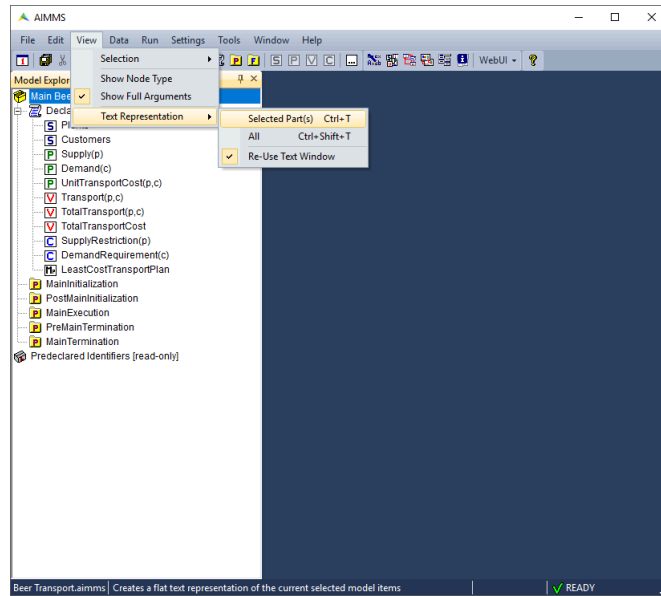 AIMMS
File Edit View Data Run Settings Tools Window Help
WebUI
Model Explor
Main Bee
Decla
S Pl
S Customers
P Supply(p)
P Demand(c)
P UnitTransportCost(p,c)
V Transport(p,c)
V TotalTransport(p,c)
V TotalTransportCost
C SupplyRestriction(p)
C DemandRequirement(c)
LeastCostTransportPlan
P MainInitialization
P PostMainInitialization
P MainExecution
P PreMainTermination
P MainTermination
Predeclared Identifiers [read-only]
Selection
Show Node Type
Show Full Arguments
Text Representation
Selected Part(s) Ctrl+T
All Ctrl+Shift+T
Re-Use Text Window
P F S P V C
Beer Transport.aimms Creates a flat text representation of the current selected model items READY